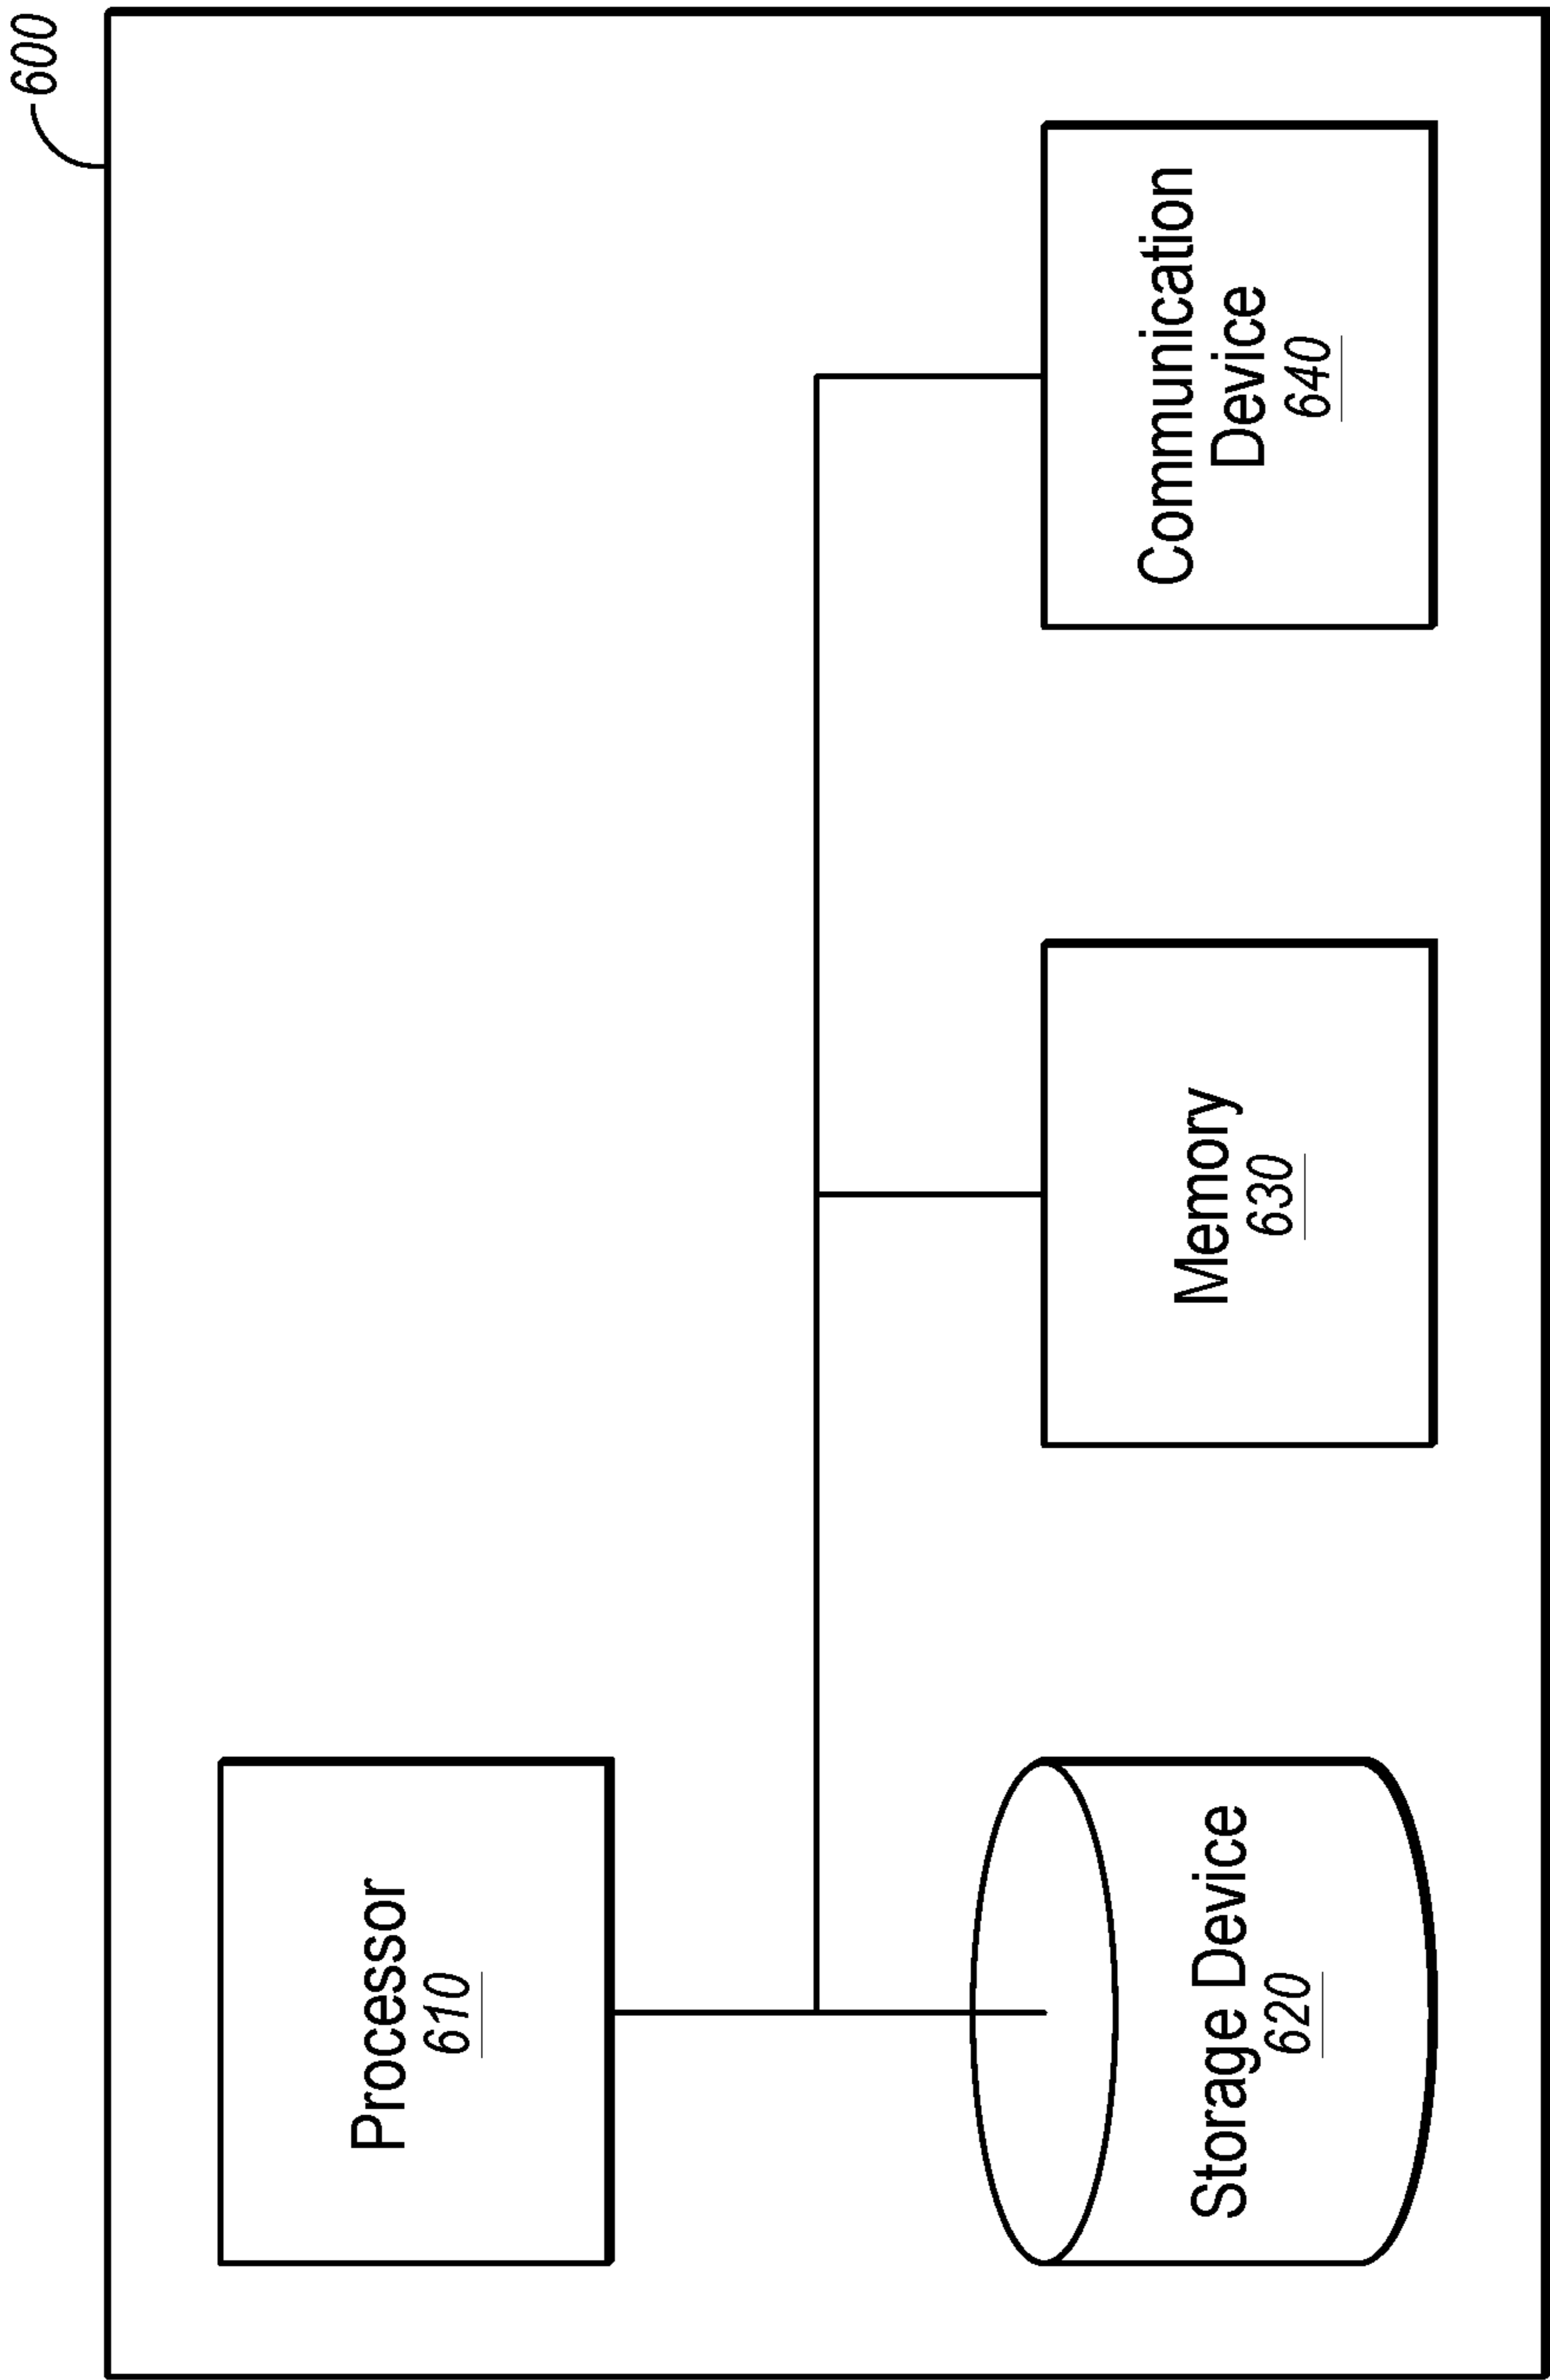 600
Processor
610
Storage Device
620
Memory
630
Communication
Device
640